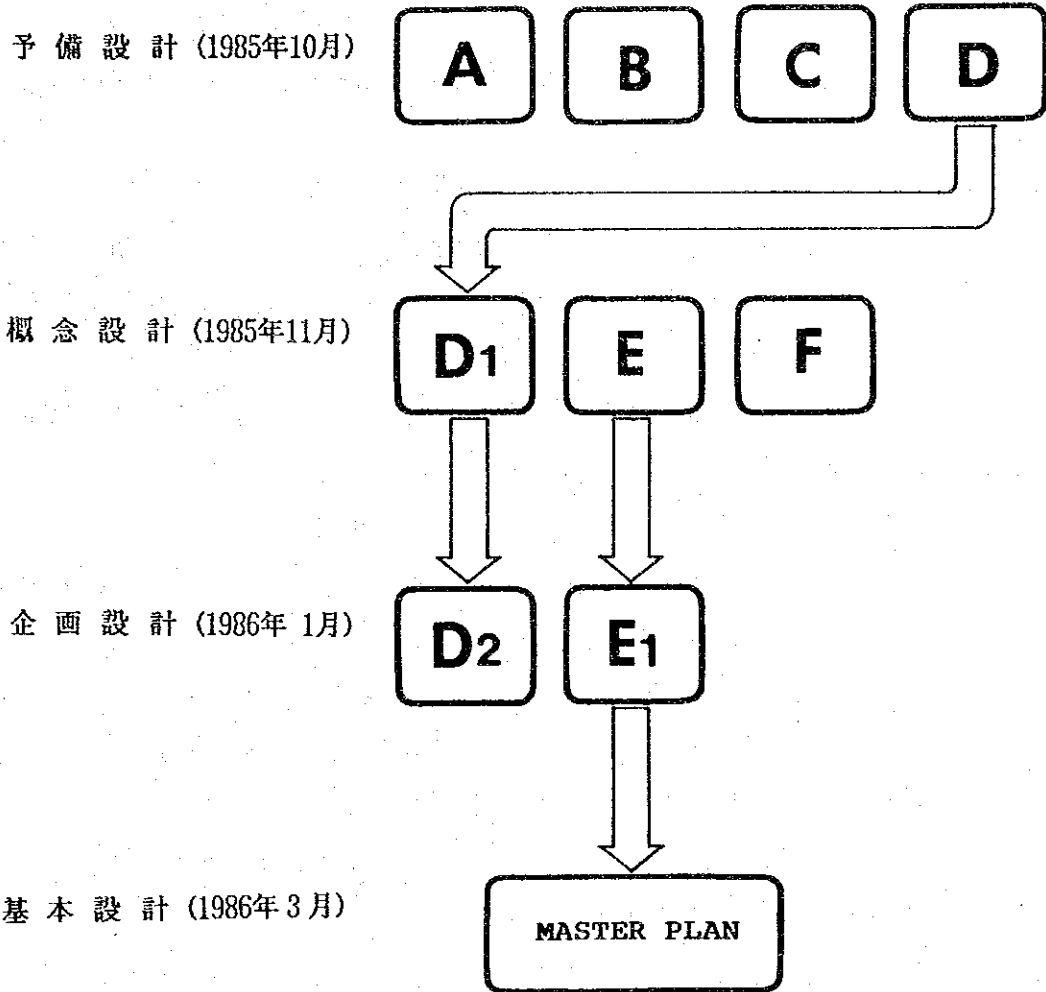 予備設計 (1985年10月) A B C D
概念設計 (1985年11月) D1 E F
企画設計 (1986年 1月) D2 E1
基本設計 (1986年 3月) MASTER PLAN